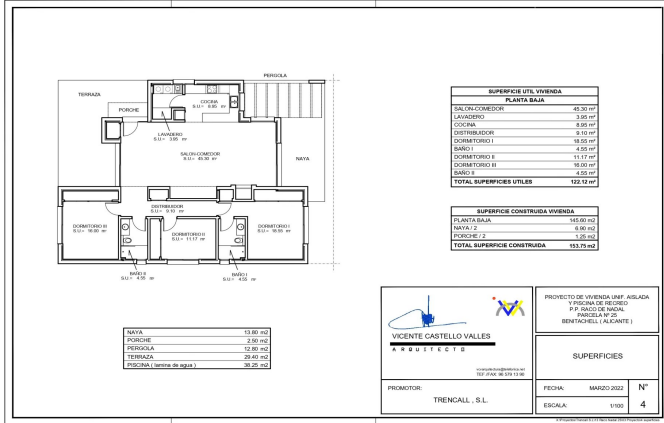 PERGOLA
TERRAZA
PORCHE
COCINA
S.U.= 8.95 m²
LAVADERO
S.U.= 3.95 m²
SALON-COMEDOR
S.U.= 45.30 m²
NAYA
DISTRIBUIDOR
S.U.= 9.10 m²
DORMITORIO III
S.U.= 16.00 m²
DORMITORIO II
S.U.= 11.17 m²
DORMITORIO I
S.U.= 18.55 m²
BAÑO II
S.U.= 4.55 m²
BAÑO I
S.U.= 4.55 m²
SUPERFICIE UTIL VIVIENDA
PLANTA BAJA
SALON-COMEDOR 45.30 m²
LAVADERO 3.95 m²
COCINA 8.95 m²
DISTRIBUIDOR 9.10 m²
DORMITORIO I 18.55 m²
BAÑO I 4.55 m²
DORMITORIO II 11.17 m²
DORMITORIO III 16.00 m²
BAÑO II 4.55 m²
TOTAL SUPERFICIES UTILES 122.12 m²
SUPERFICIE CONSTRUIDA VIVIENDA
PLANTA BAJA 145.60 m2
NAYA / 2 6.90 m2
PORCHE / 2 1.25 m2
TOTAL SUPERFICIE CONSTRUIDA 153.75 m2
NAYA 13.80 m2
PORCHE 2.50 m2
PERGOLA 12.80 m2
TERRAZA 29.40 m2
PISCINA ( lamina de agua ) 38.25 m2
VICENTE CASTELLO VALLES
ARQUITECTO
TEF./FAX: 96 579 13 99
PROYECTO DE VIVIENDA UNIF. AISLADA
Y PISCINA DE RECREO
P.P. RACO DE NADAL
PARCELA Nº 25
BENITACHELL ( ALICANTE )
SUPERFICIES
PROMOTOR:
TRENCALL , S.L.
FECHA: MARZO 2022
Nº
4
ESCALA: 1/100